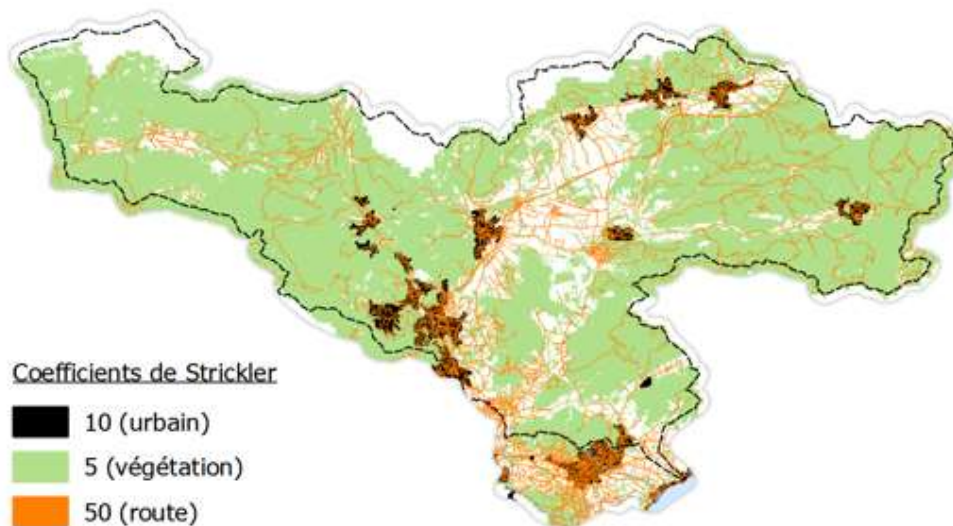 Coefficients de Strickler
10 (urbain)
5 (végétation)
50 (route)